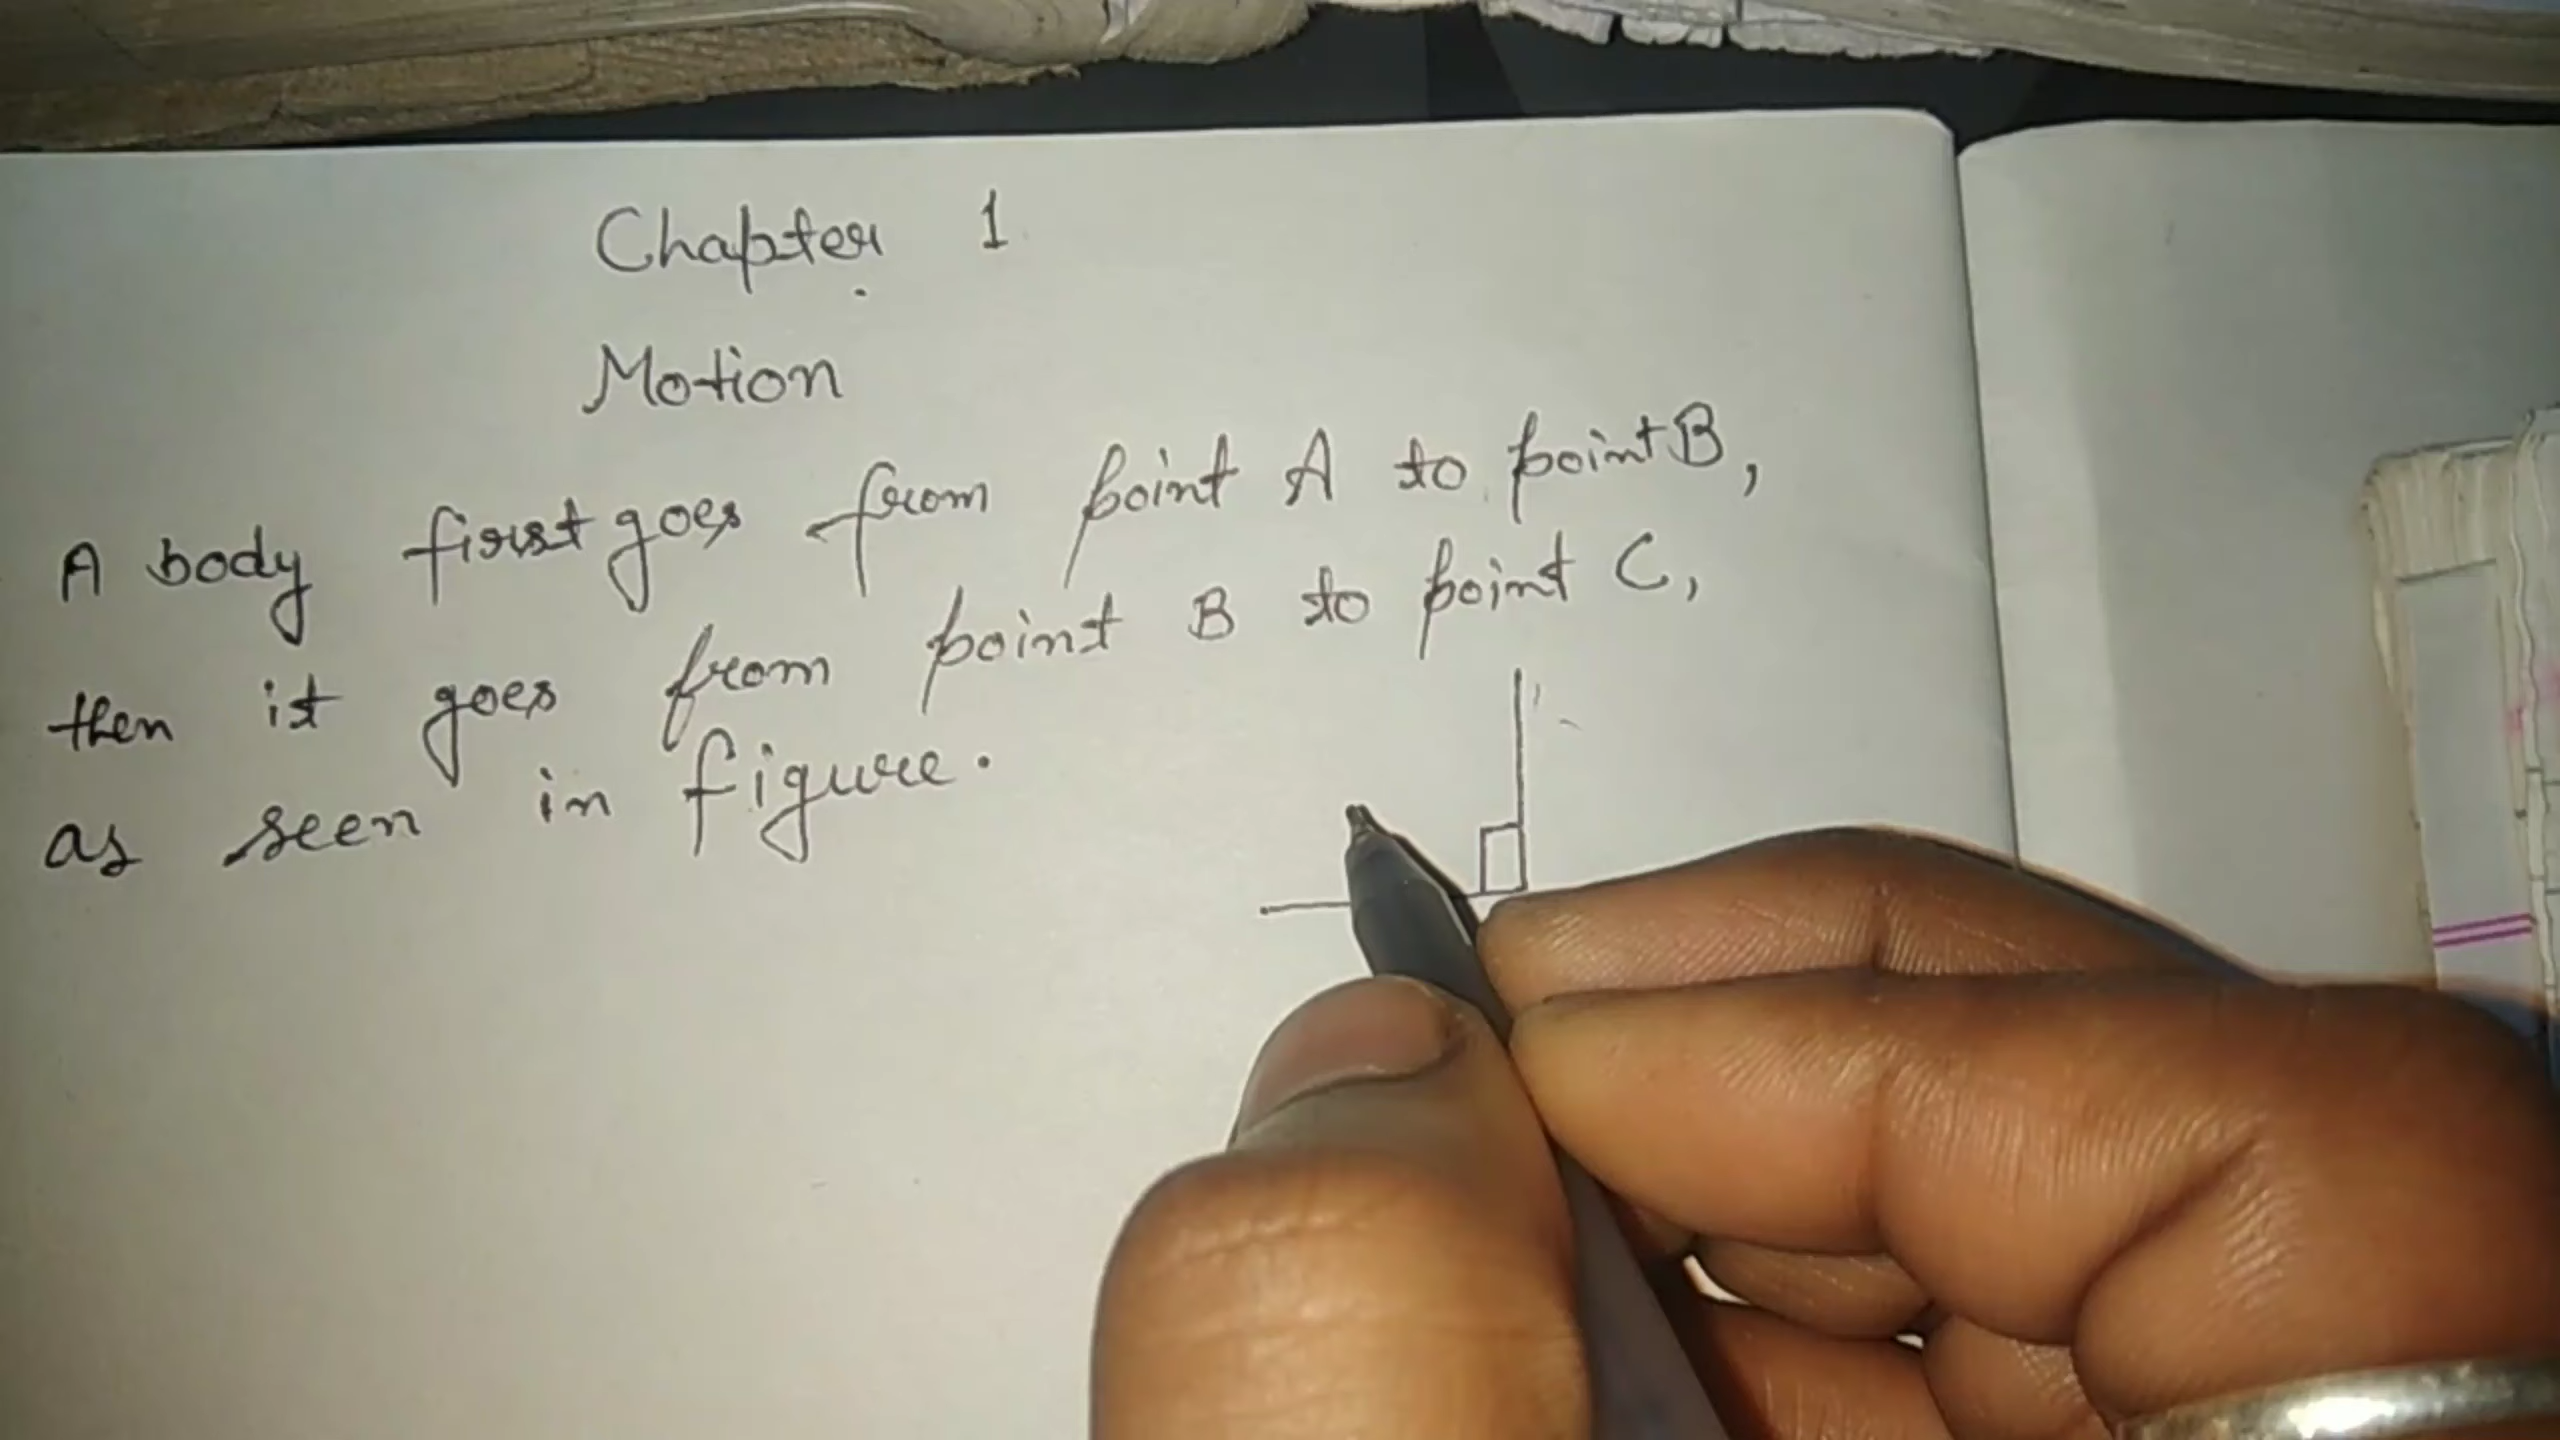 Chapter 1
Motion
A body first goes from point A to point B,
then it goes from point B to point C,
as seen in figure.